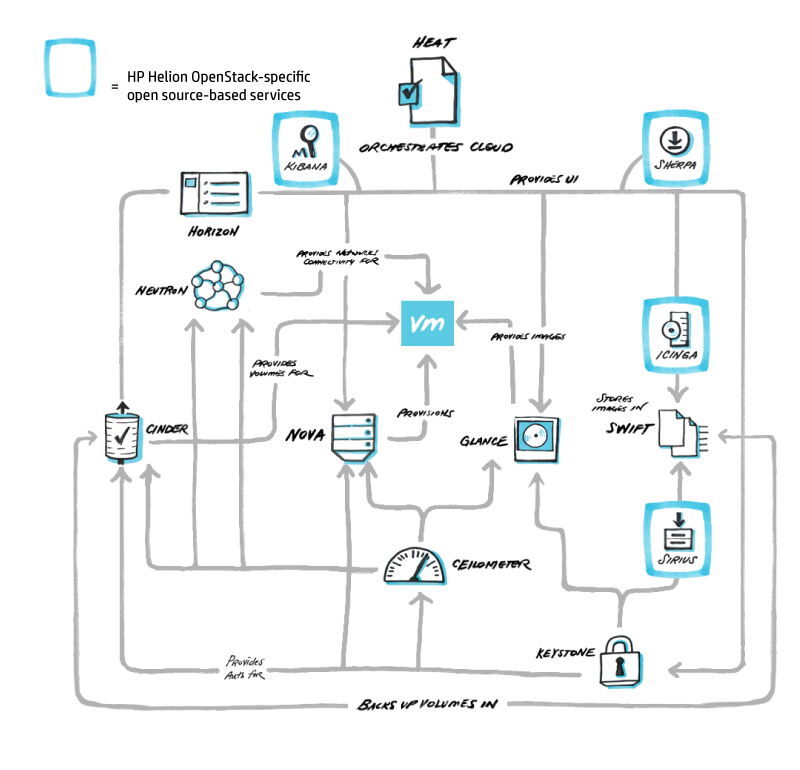 HEAT
= HP Helion OpenStack-specific
open source-based services
KIBANA
ORCHESTRATES CLOUD
SHERPA
PROVIDES UI
HORIZON
PROVIDES NETWORKS
CONNECTIVITY FOR
NEUTRON
vm
PROVIDES IMAGES
ICINGA
PROVIDES
VOLUMES FOR
STORES
IMAGES IN
PROVISIONS
CINDER
NOVA
GLANCE
SWIFT
SIRIUS
CEILOMETER
KEYSTONE
PROVIDES
AUTH FOR
BACKS UP VOLUMES IN